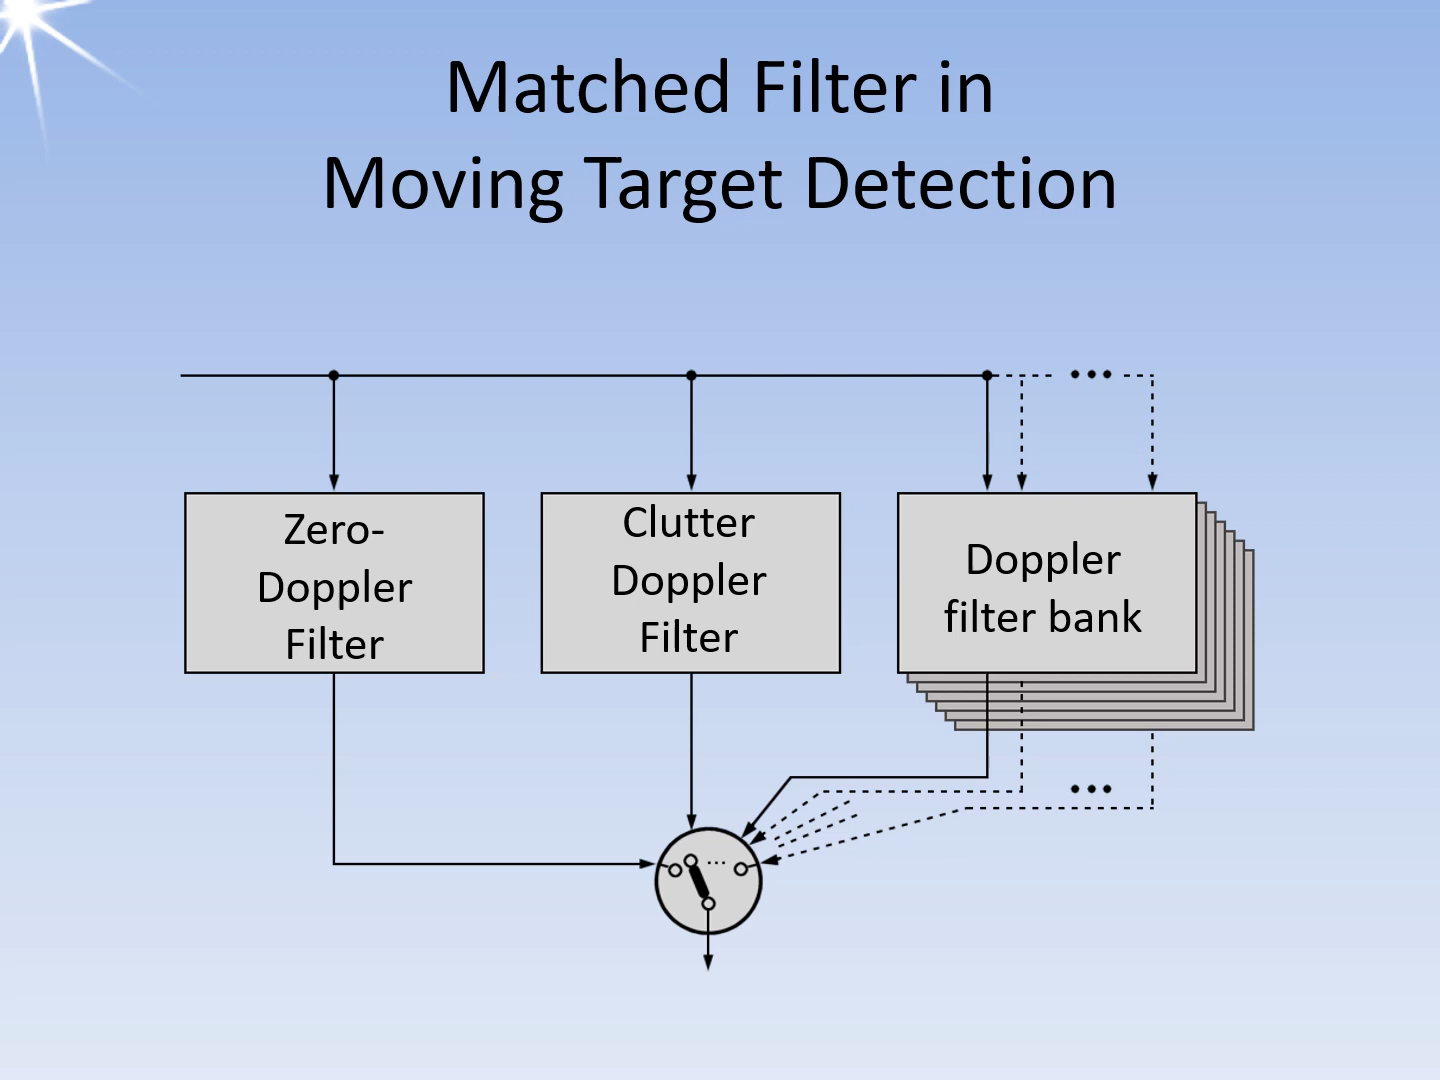 Matched Filter in
Moving Target Detection
Zero-
Doppler
Filter
Clutter
Doppler
Filter
Doppler
filter bank